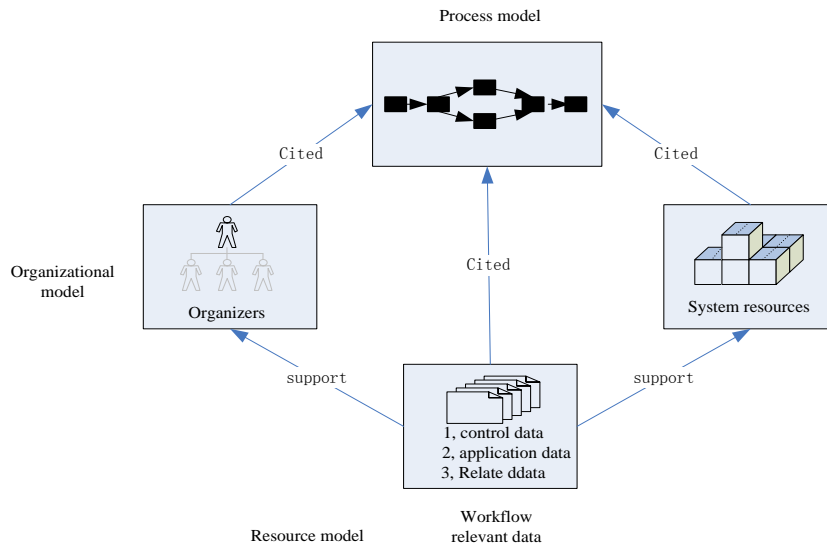 Process model
Cited
Cited
Cited
Organizational
model
Organizers
System resources
support
support
1, control data
2, application data
3, Relate ddata
Resource model
Workflow
relevant data